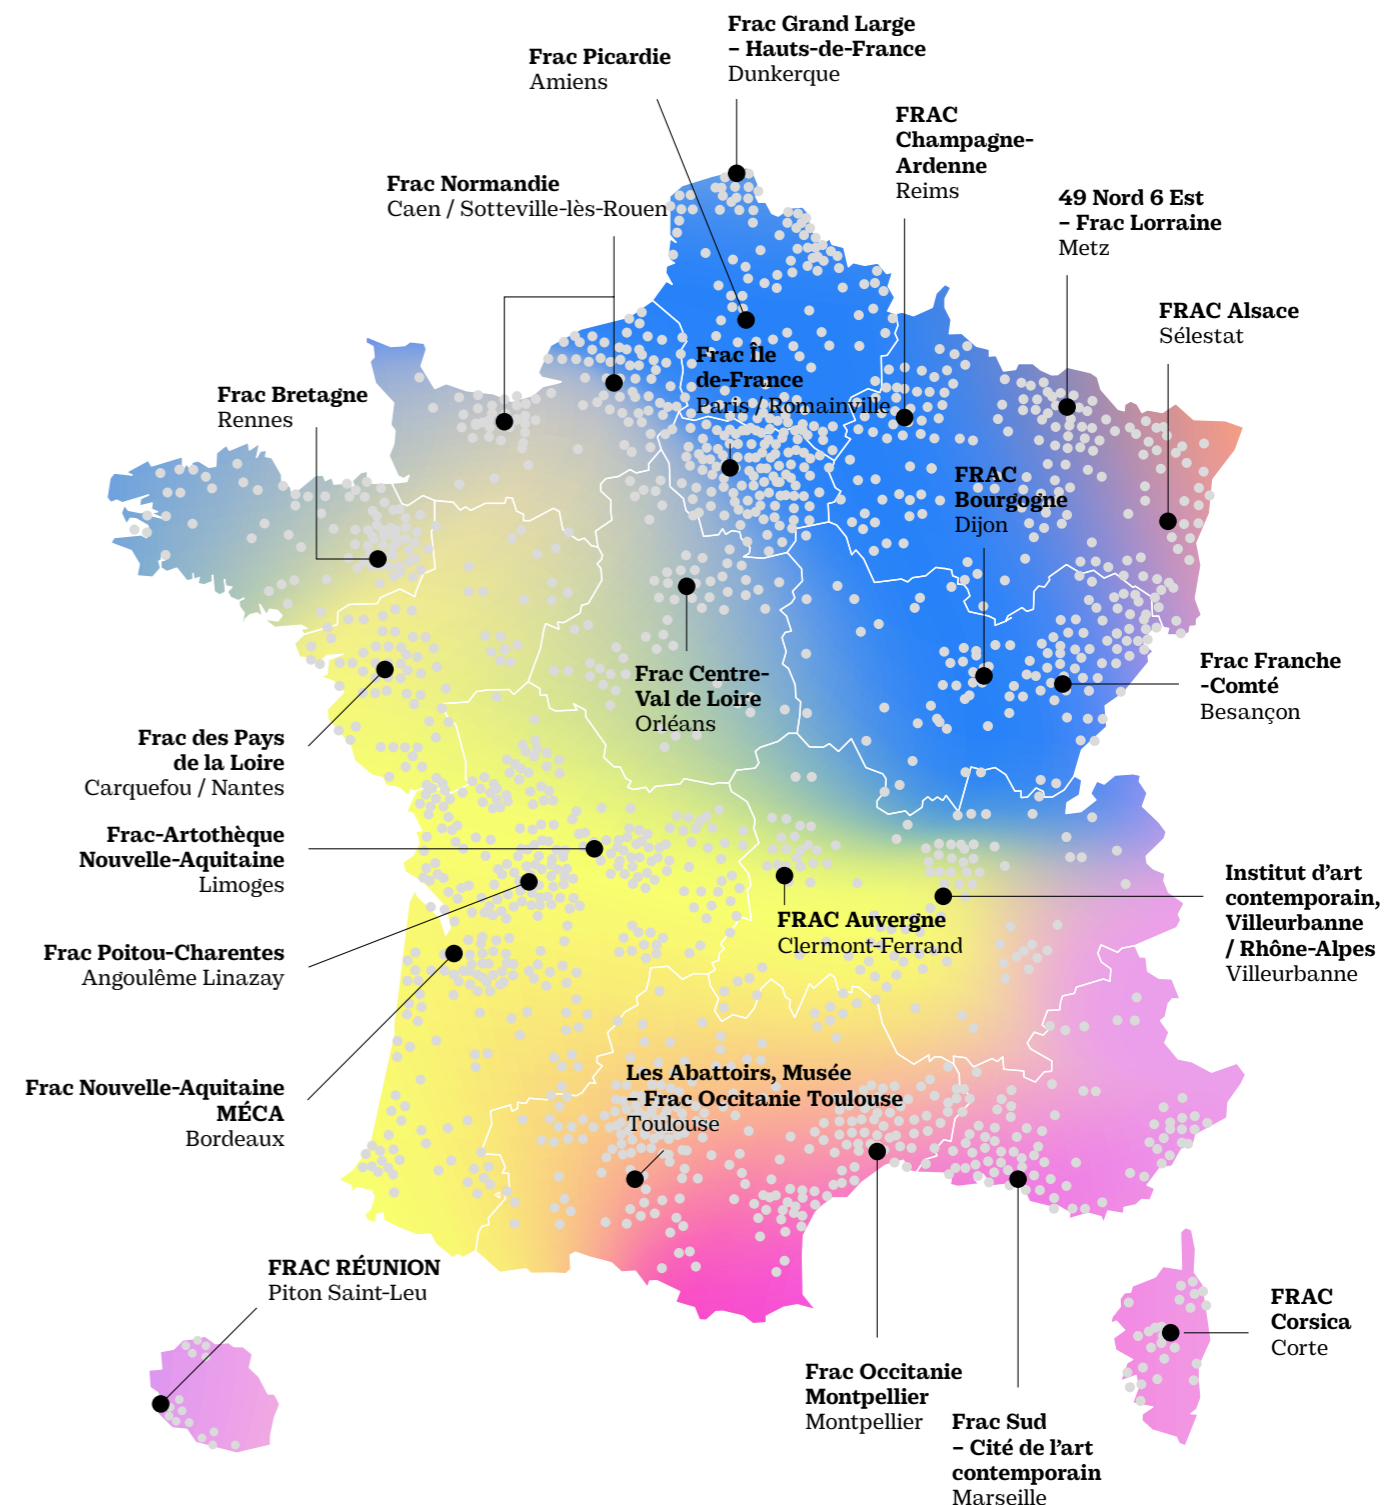 Frac Grand Large
– Hauts-de-France
Dunkerque
Frac Picardie
Amiens
FRAC
Champagne-
Ardenne
Reims
Frac Normandie
Caen / Sotteville-lès-Rouen
49 Nord 6 Est
– Frac Lorraine
Metz
FRAC Alsace
Sélestat
Frac Île
de-France
Paris / Romainville
Frac Bretagne
Rennes
FRAC
Bourgogne
Dijon
Frac Centre-
Val de Loire
Orléans
Frac Franche
-Comté
Besançon
Frac des Pays
de la Loire
Carquefou / Nantes
Frac-Artothèque
Nouvelle-Aquitaine
Limoges
Institut d’art
contemporain,
Villeurbanne
/ Rhône-Alpes
Villeurbanne
FRAC Auvergne
Clermont-Ferrand
Frac Poitou-Charentes
Angoulême Linazay
Frac Nouvelle-Aquitaine
MÉCA
Bordeaux
Les Abattoirs, Musée
– Frac Occitanie Toulouse
Toulouse
FRAC RÉUNION
Piton Saint-Leu
FRAC
Corsica
Corte
Frac Occitanie
Montpellier
Montpellier
Frac Sud
– Cité de l’art
contemporain
Marseille